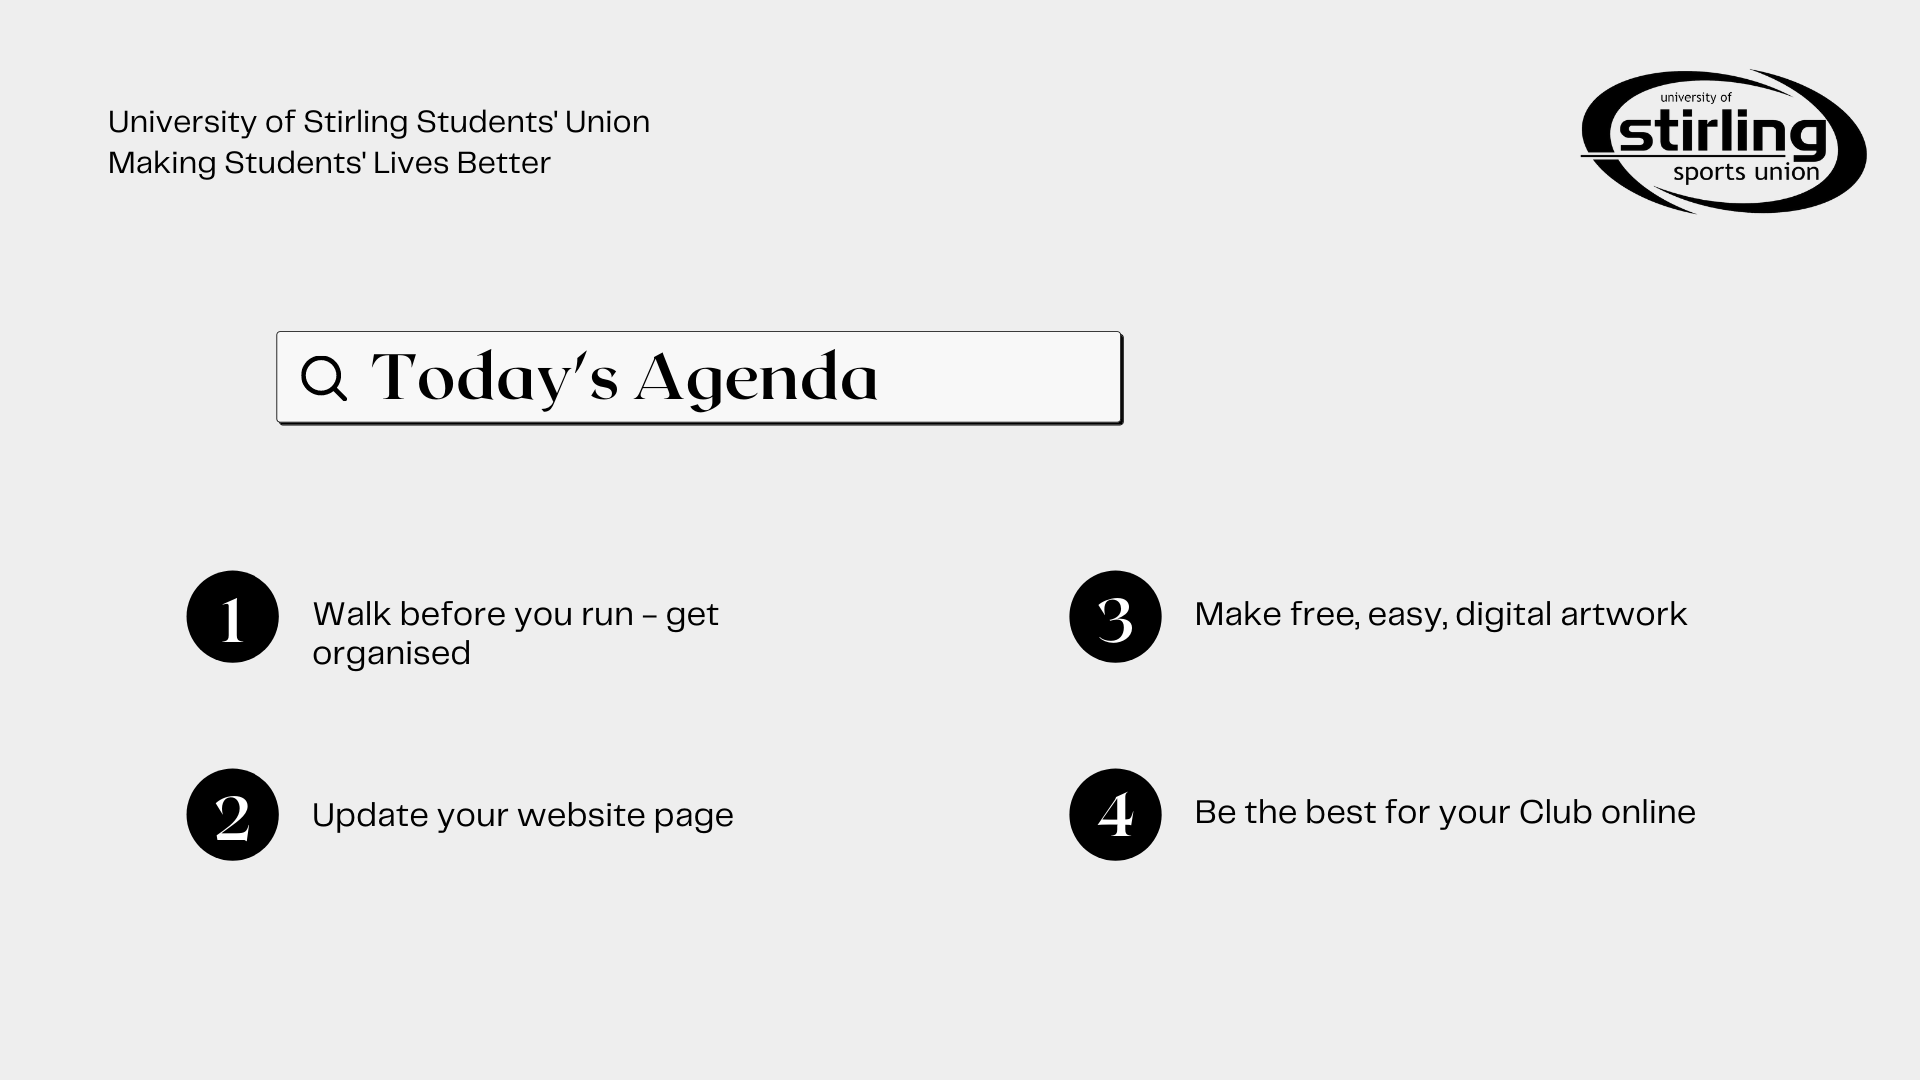 University of Stirling Students' Union
Making Students' Lives Better
university of
stirling
sports union
Today's Agenda
1
Walk before you run - get
organised
2
Update your website page
3
Make free, easy, digital artwork
4
Be the best for your Club online